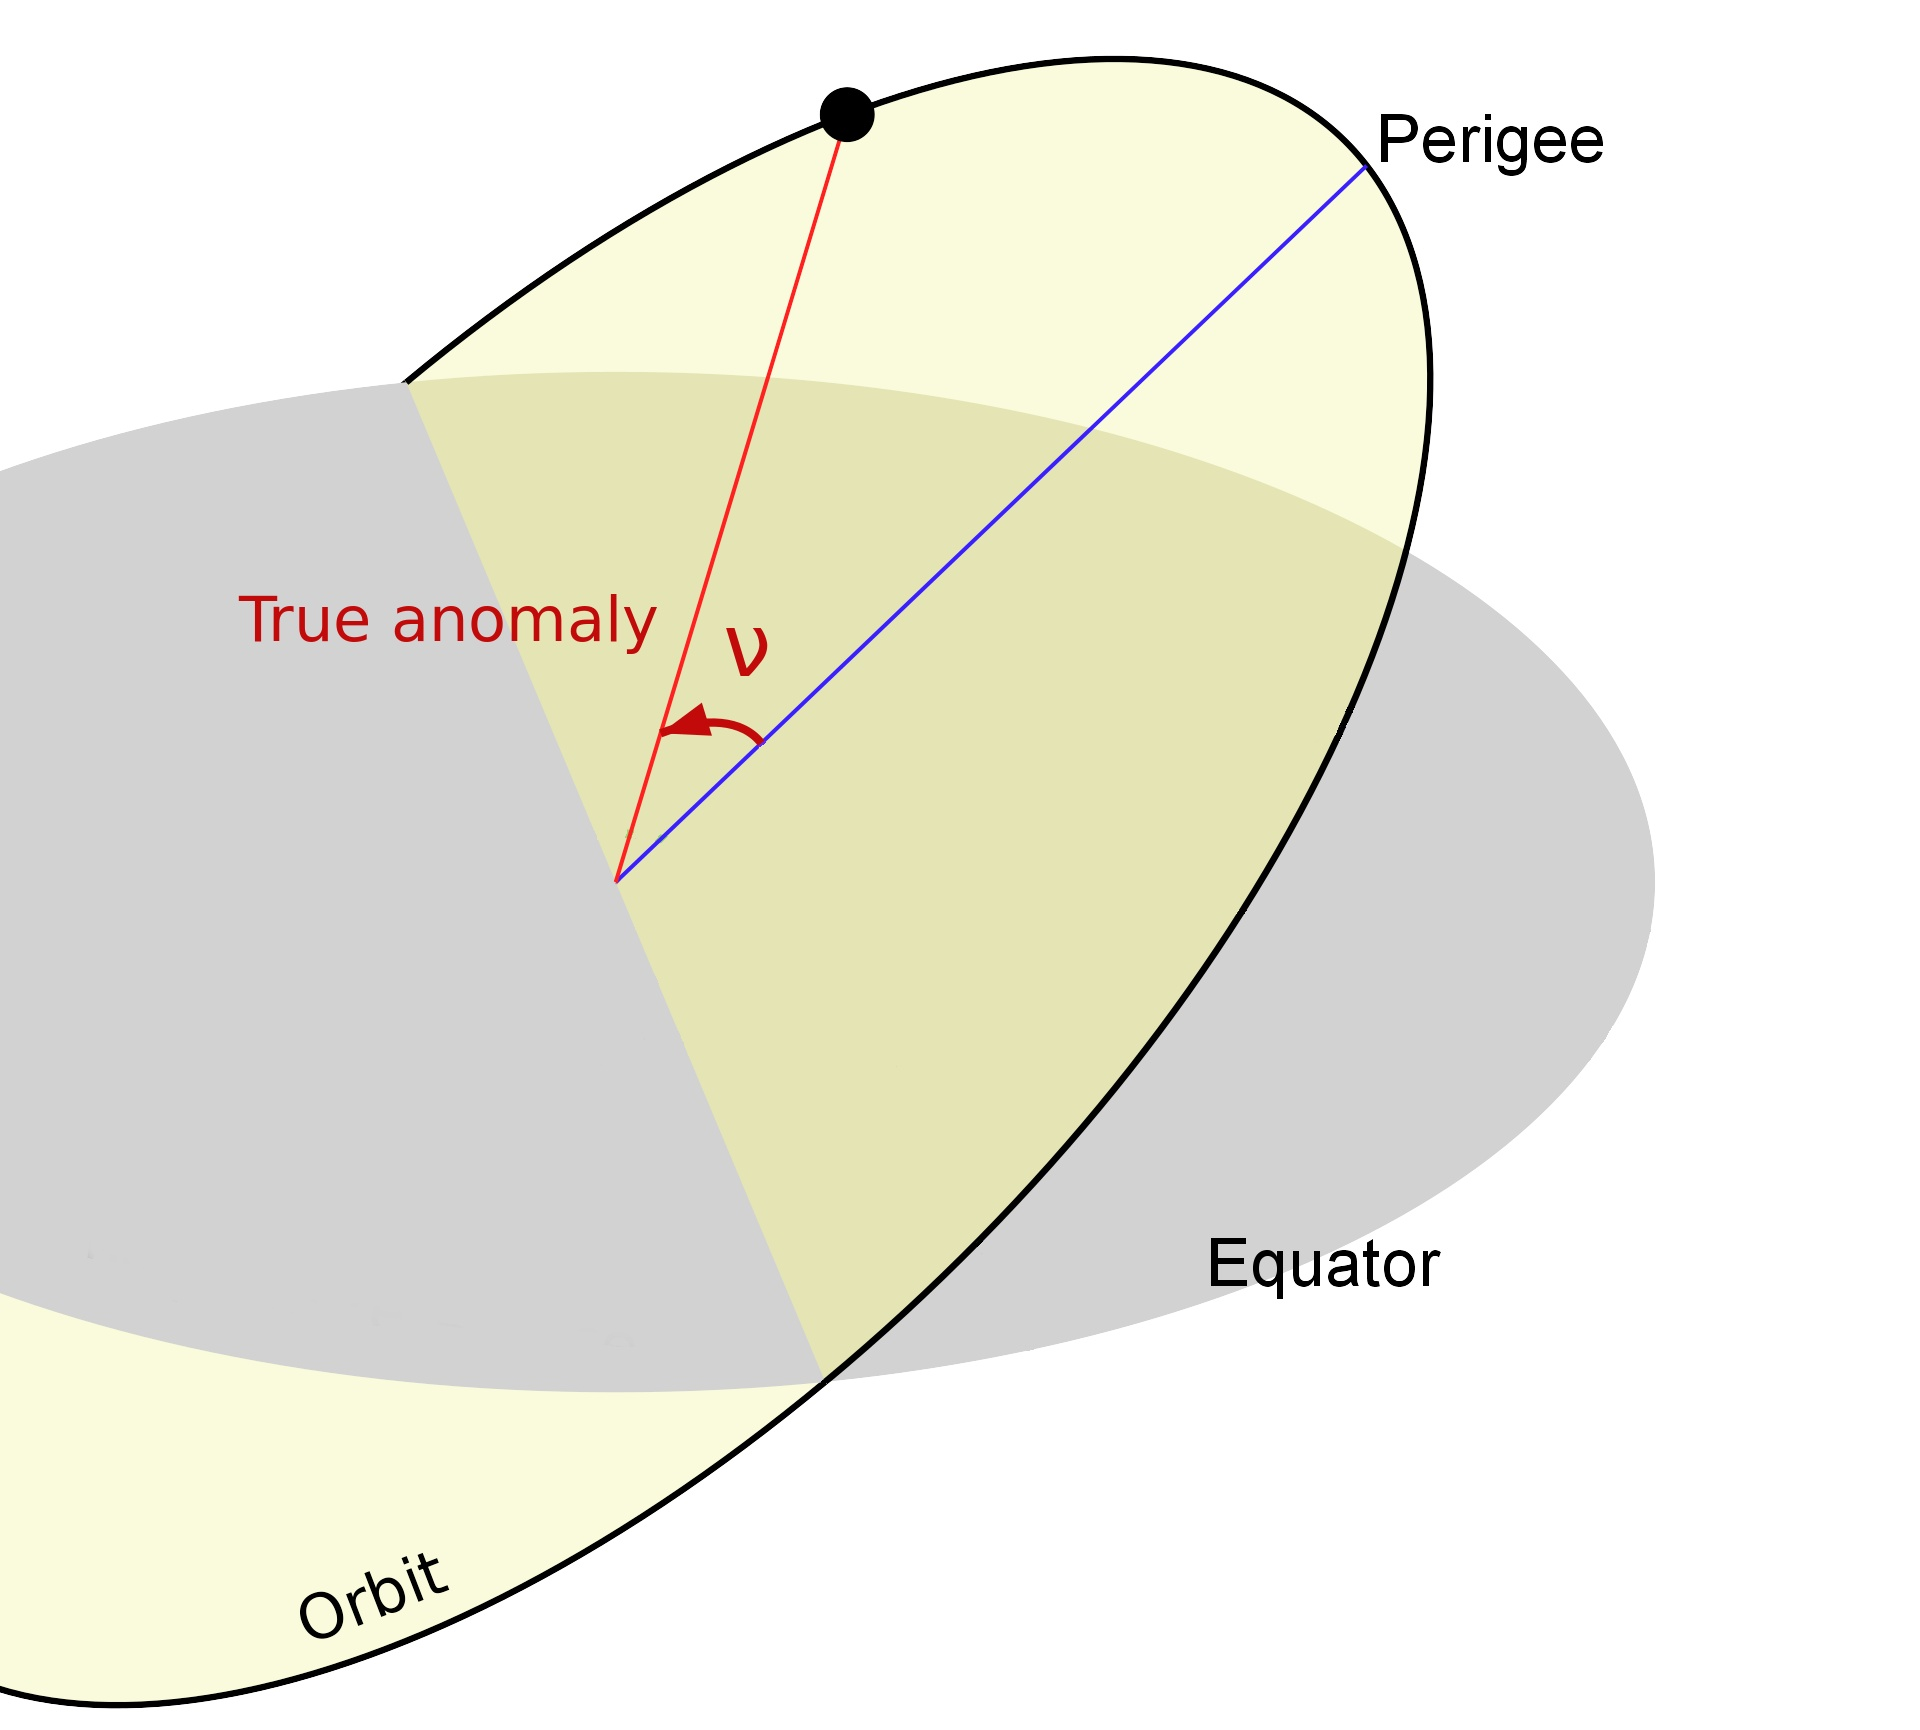 Perigee
True anomaly
ν
Equator
Orbit